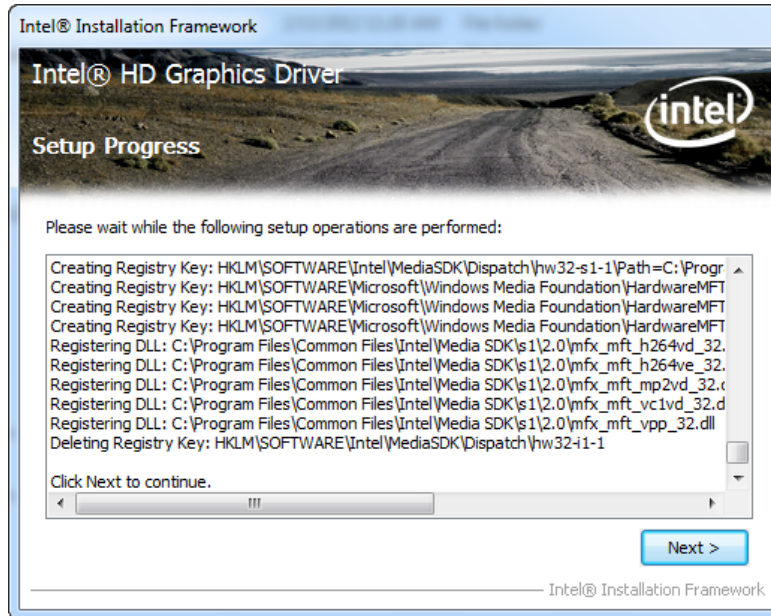 Intel® Installation Framework
Intel® HD Graphics Driver
intel
Setup Progress
Please wait while the following setup operations are performed:
Creating Registry Key: HKLM\SOFTWARE\Intel\MediaSDK\Dispatch\hw32-s1-1\Path=C:\Progr
Creating Registry Key: HKLM\SOFTWARE\Microsoft\Windows Media Foundation\HardwareMFT
Creating Registry Key: HKLM\SOFTWARE\Microsoft\Windows Media Foundation\HardwareMFT
Creating Registry Key: HKLM\SOFTWARE\Microsoft\Windows Media Foundation\HardwareMFT
Registering DLL: C:\Program Files\Common Files\Intel\Media SDK\s1\2.0\mfx_mft_h264vd_32.
Registering DLL: C:\Program Files\Common Files\Intel\Media SDK\s1\2.0\mfx_mft_h264ve_32.
Registering DLL: C:\Program Files\Common Files\Intel\Media SDK\s1\2.0\mfx_mft_mp2vd_32.d
Registering DLL: C:\Program Files\Common Files\Intel\Media SDK\s1\2.0\mfx_mft_vc1vd_32.d
Registering DLL: C:\Program Files\Common Files\Intel\Media SDK\s1\2.0\mfx_mft_vpp_32.dll
Deleting Registry Key: HKLM\SOFTWARE\Intel\MediaSDK\Dispatch\hw32-i1-1
Click Next to continue.
Next >
Intel® Installation Framework